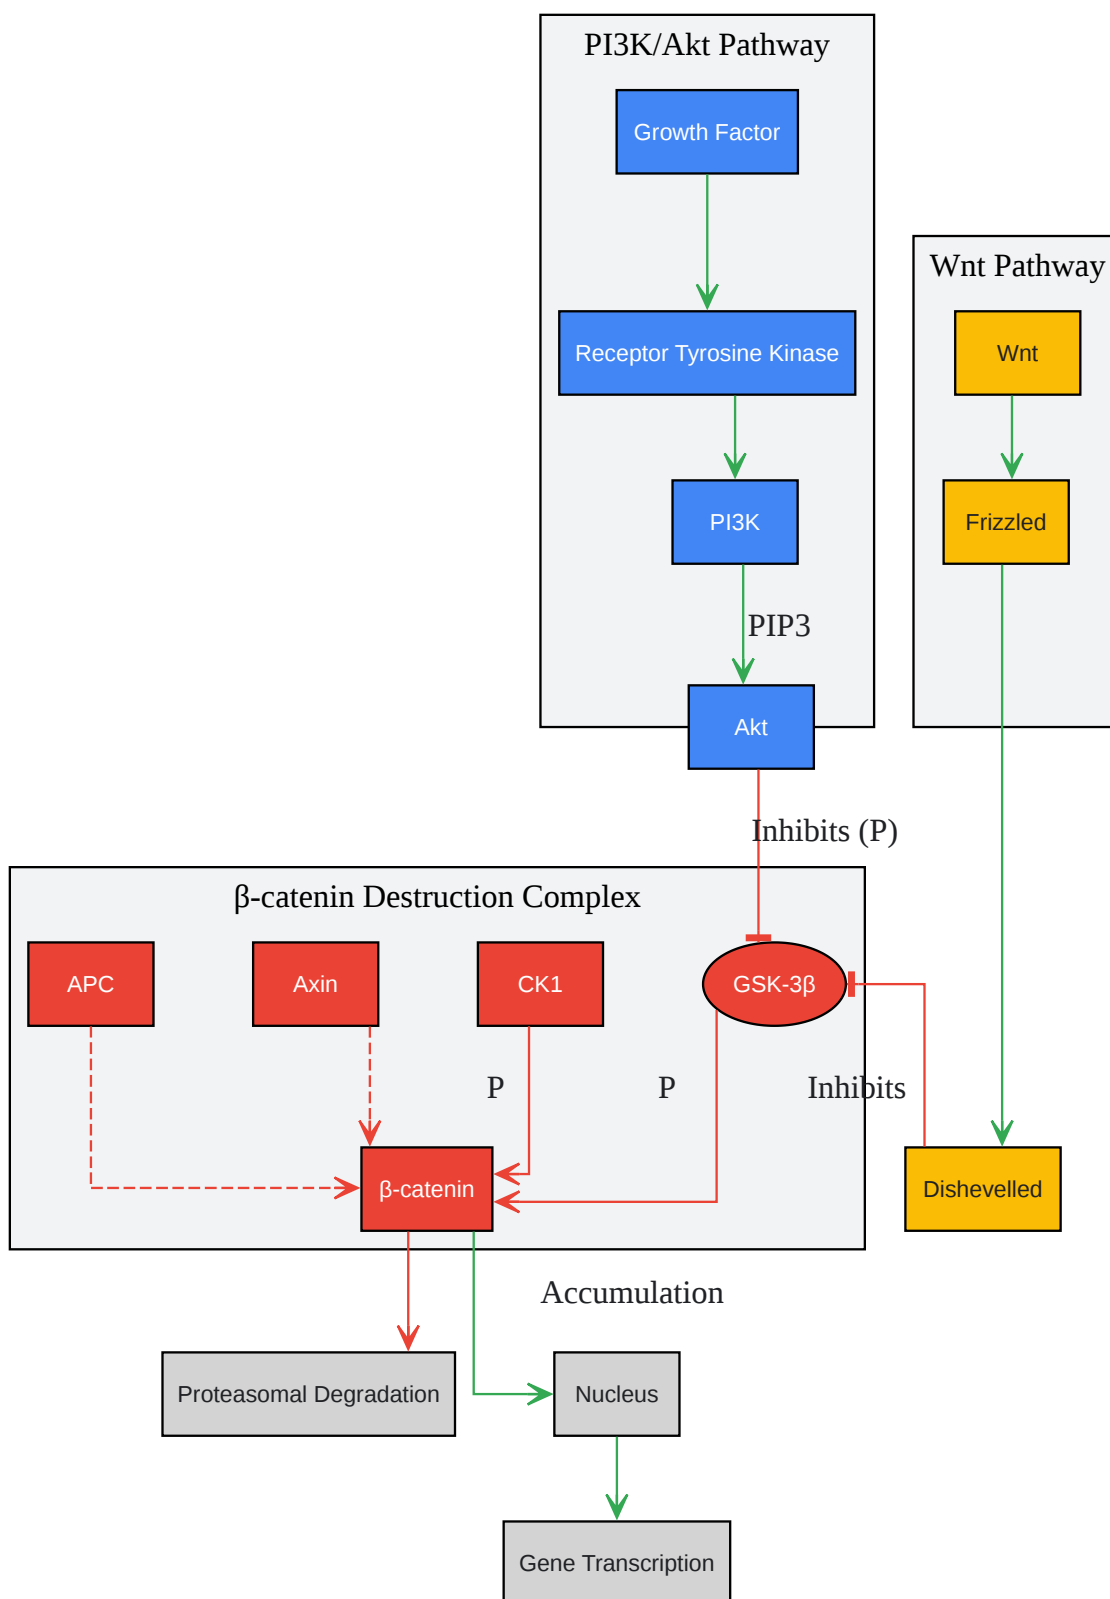 PI3K/Akt Pathway
Growth Factor
Wnt Pathway
Receptor Tyrosine Kinase
Wnt
PI3K
Frizzled
PIP3
Akt
Inhibits (P)
β-catenin Destruction Complex
APC
Axin
CK1
GSK-3β
P
P
Inhibits
β-catenin
Dishevelled
Accumulation
Proteasomal Degradation
Nucleus
Gene Transcription